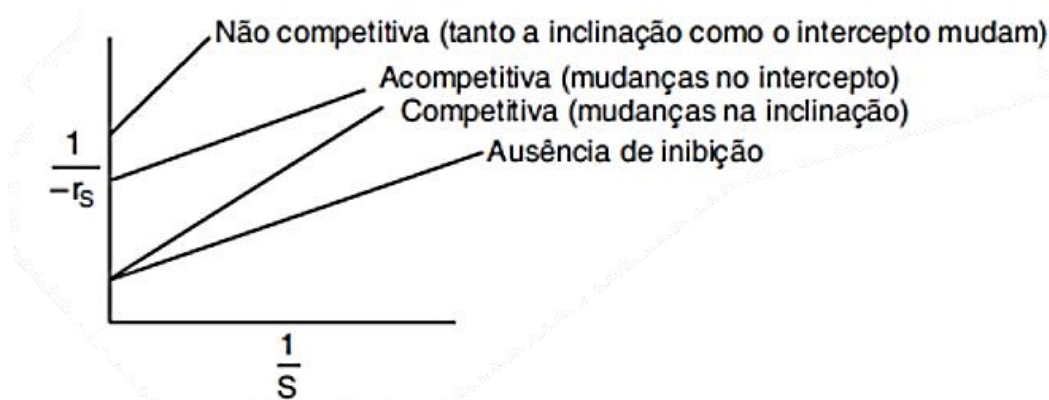 Não competitiva (tanto a inclinação como o intercepto mudam)
Acompetitiva (mudanças no intercepto)
Competitiva (mudanças na inclinação)
Ausência de inibição
1
−rS
1
S